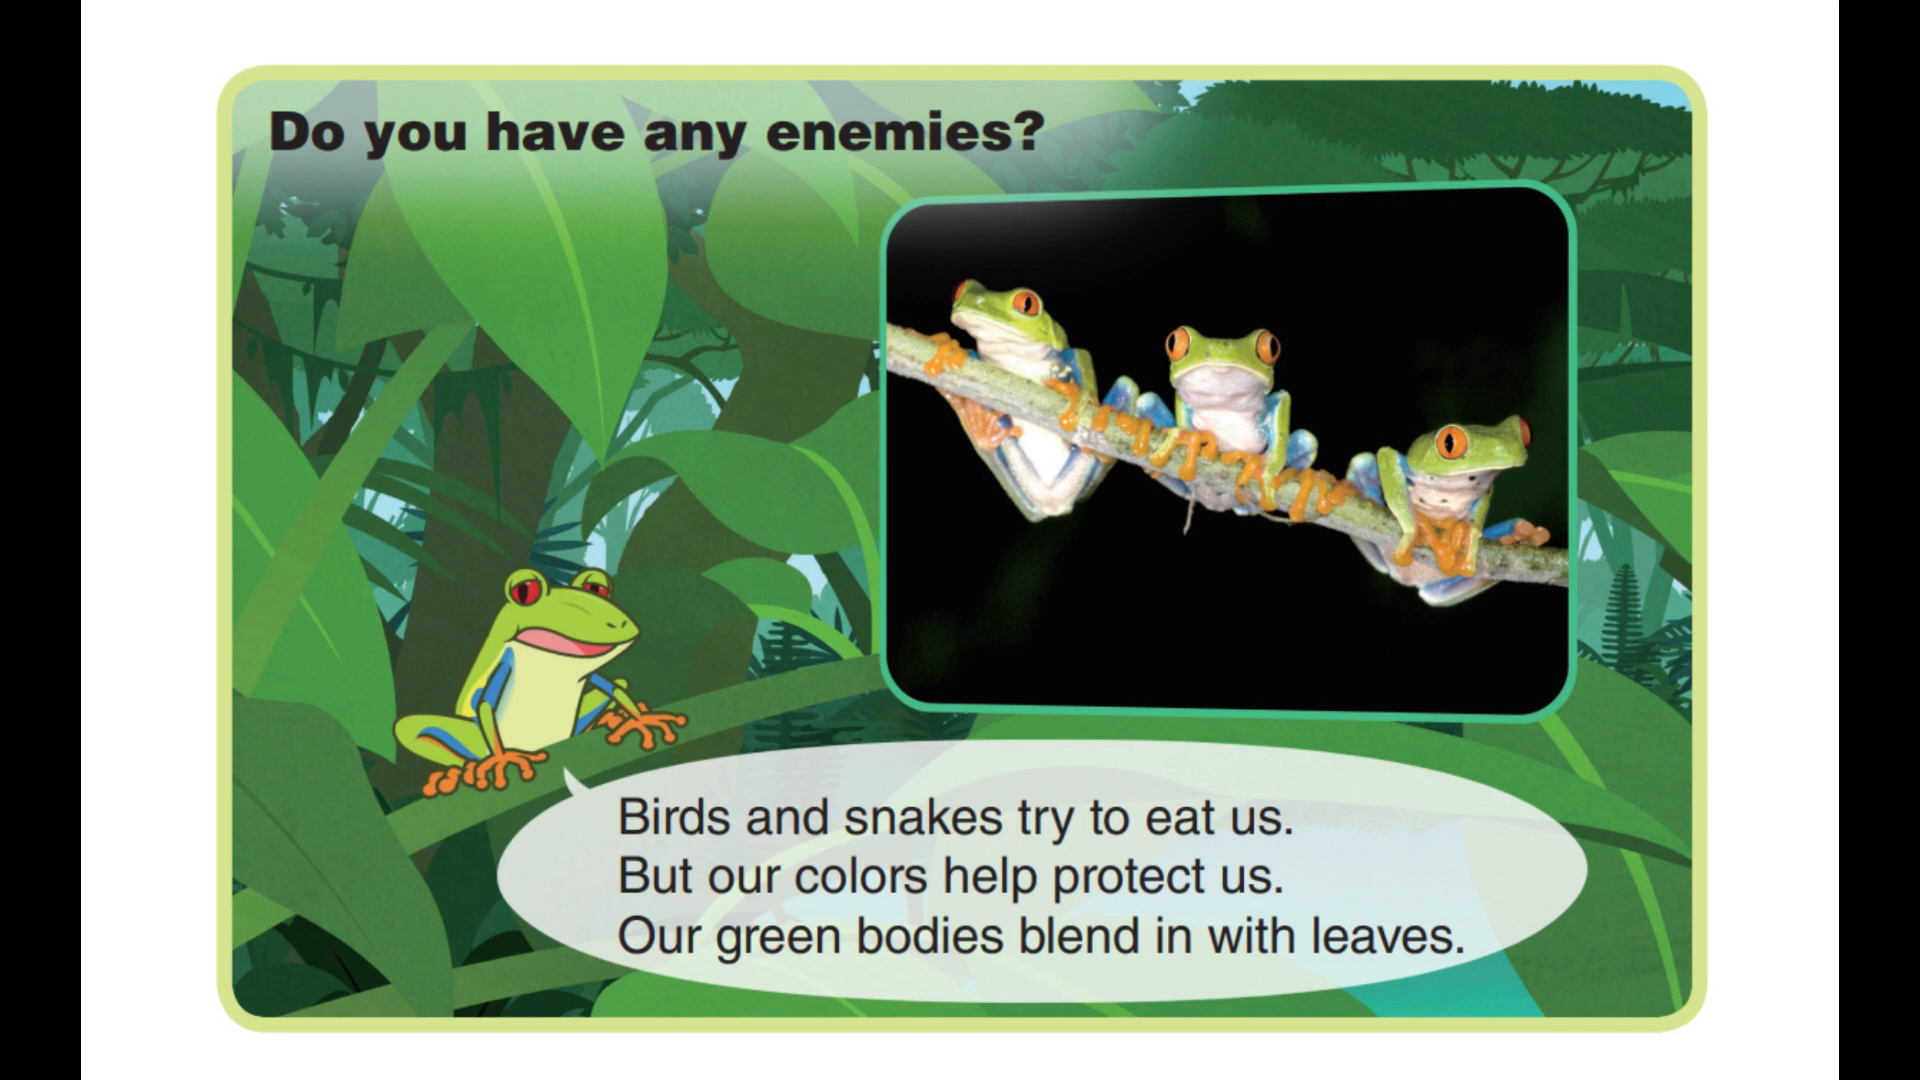 Do you have any enemies?
Birds and snakes try to eat us.
But our colors help protect us.
Our green bodies blend in with leaves.